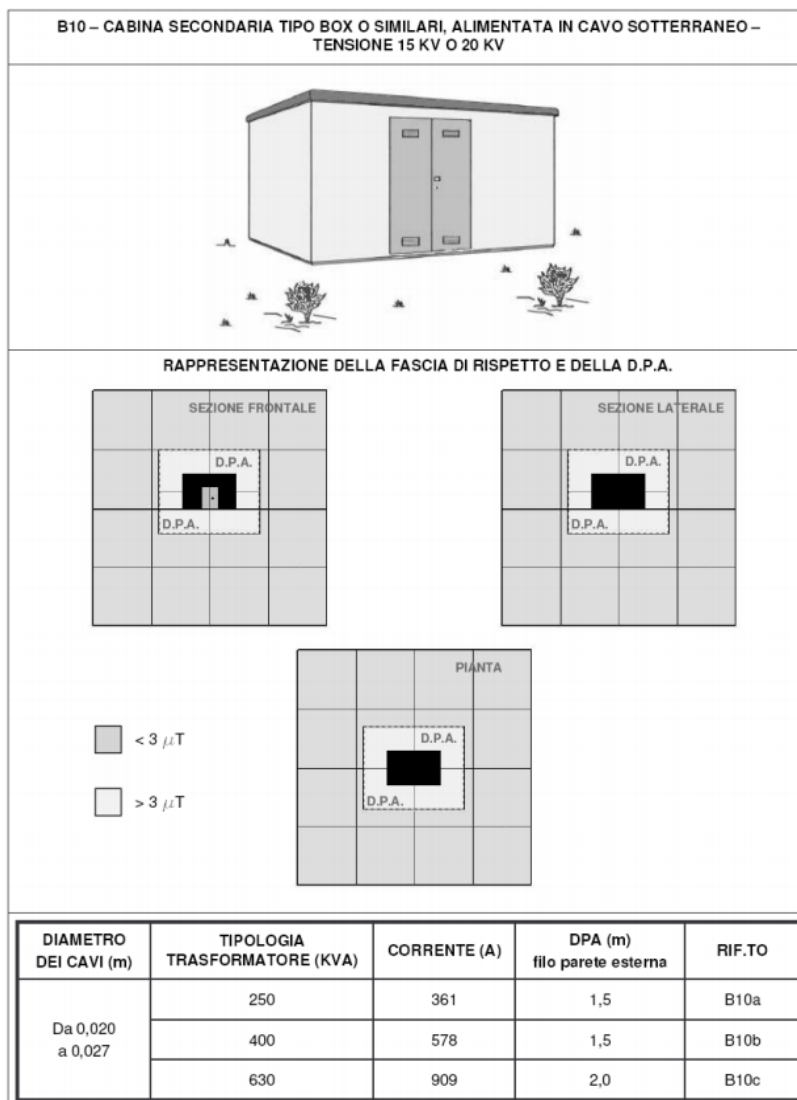 B10 – CABINA SECONDARIA TIPO BOX O SIMILARI, ALIMENTATA IN CAVO SOTTERRANEO –
TENSIONE 15 KV O 20 KV
RAPPRESENTAZIONE DELLA FASCIA DI RISPETTO E DELLA D.P.A.
SEZIONE FRONTALE
D.P.A.
D.P.A.
SEZIONE LATERALE
D.P.A.
D.P.A.
PIANTA
D.P.A.
D.P.A.
< 3 μT
> 3 μT
DIAMETRO
DEI CAVI (m)
TIPOLOGIA
TRASFORMATORE (KVA)
CORRENTE (A)
DPA (m)
filo parete esterna
RIF.TO
Da 0,020
a 0,027
250
361
1,5
B10a
400
578
1,5
B10b
630
909
2,0
B10c